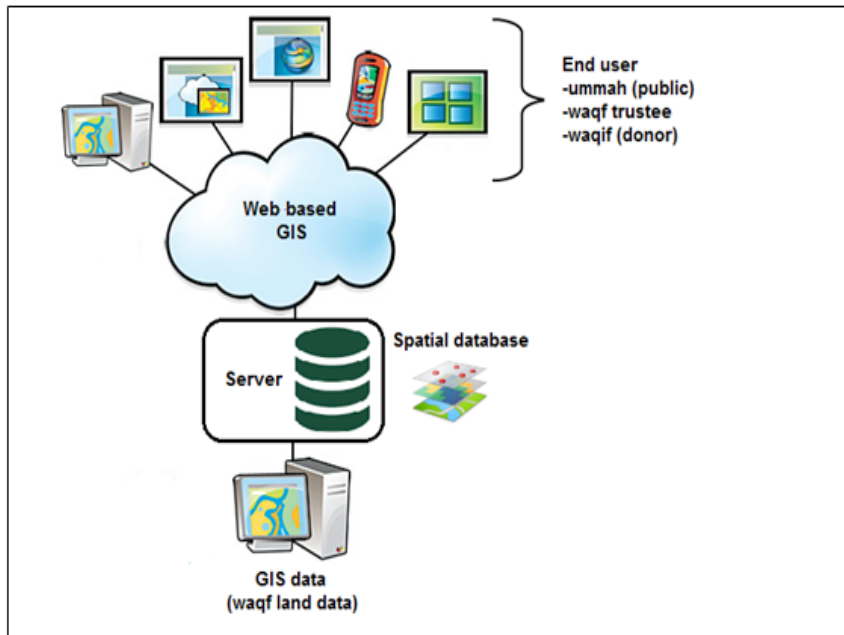 End user
-ummah (public)
-waqf trustee
-waqif (donor)
Web based
GIS
Server
Spatial database
GIS data
(waqf land data)